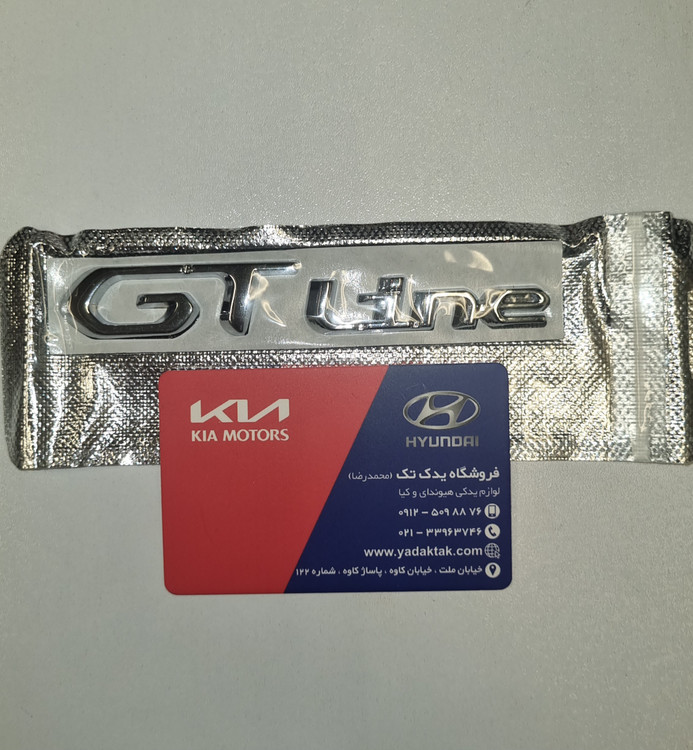 GT Line
KIA
KIA MOTORS
HYUNDAI
فروشگاه یدک تک (محمدرضا)
لوازم یدکی هیوندای و کیا
۰۹۱۲ – ۵۰۹ ۸۸ ۷۶
۰۲۱ – ۳۳۹۶۳۷۴۶
www.yadaktak.com
خیابان ملت ، خیابان کاوه ، پاساژ کاوه ، شماره ۱۲۲